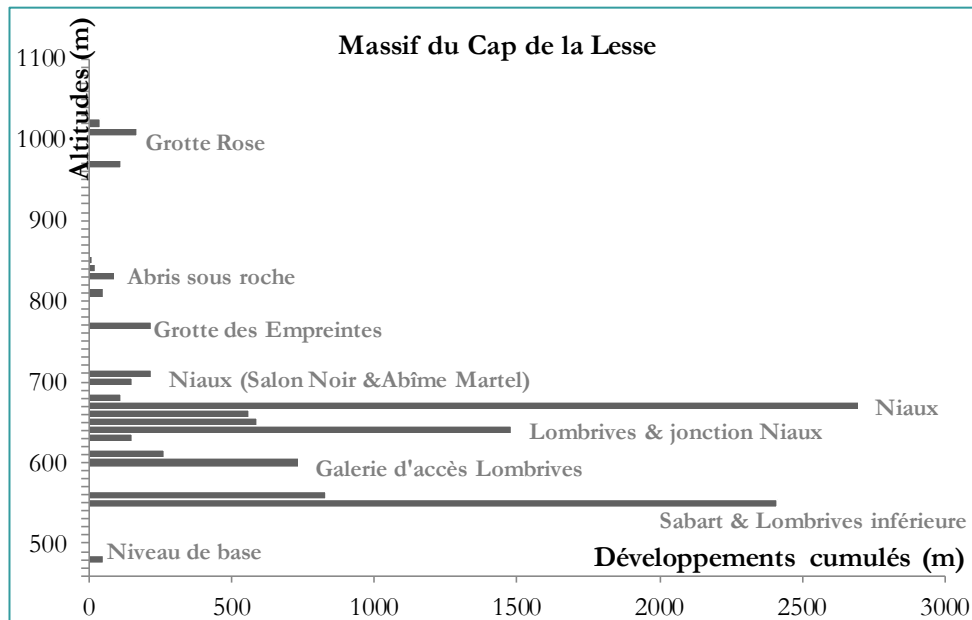 Massif du Cap de la Lesse
Altitudes (m)
1100
1000
900
800
700
600
500
Grotte Rose
Abris sous roche
Grotte des Empreintes
Niaux (Salon Noir &Abîme Martel)
Niaux
Lombrives & jonction Niaux
Galerie d'accès Lombrives
Sabart & Lombrives inférieure
Niveau de base
Développements cumulés (m)
0 500 1000 1500 2000 2500 3000